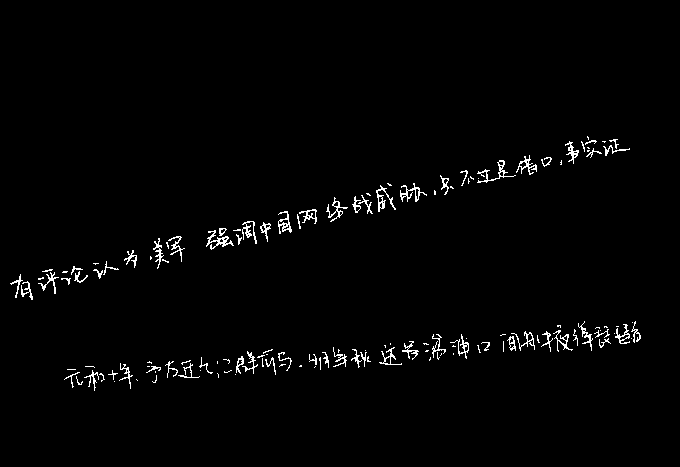 有评论认为,美军 强调中国网络战威胁,只不过是借口,事实证
元和十年,予左迁九江郡司马。明年秋 送客湓浦口 闻舟中夜弹琵琶